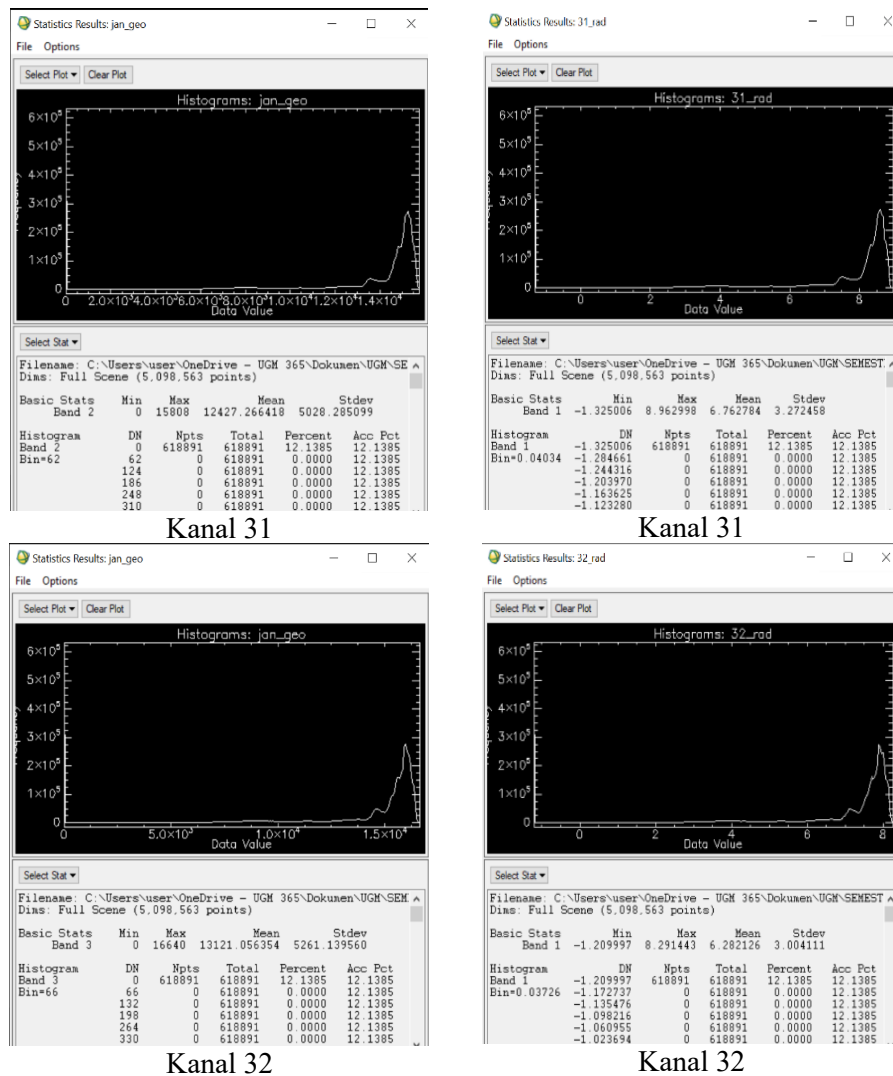 Statistics Results: jan_geo
File Options
Select Plot Clear Plot
Histograms: jan_geo
6×10⁵
5×10⁵
4×10⁵
3×10⁵
2×10⁵
1×10⁵
0
0 2.0×10³4.0×10³6.0×10³8.0×10³1.0×10⁴1.2×10⁴1.4×10⁴
Data Value
Select Stat
Filename: C:\Users\user\OneDrive - UGM 365\Dokumen\UGM\SE
Dims: Full Scene (5,098,563 points)
Basic Stats Min Max Mean Stdev
Band 2 0 15808 12427.266418 5028.285099
Histogram DN Npts Total Percent Acc Pct
Band 2 0 618891 618891 12.1385 12.1385
Bin=62 62 0 618891 0.0000 12.1385
124 0 618891 0.0000 12.1385
186 0 618891 0.0000 12.1385
248 0 618891 0.0000 12.1385
310 0 618891 0.0000 12.1385
Kanal 31
Statistics Results: 31_rad
File Options
Select Plot Clear Plot
Histograms: 31_rad
6×10⁵
5×10⁵
4×10⁵
3×10⁵
2×10⁵
1×10⁵
0
0 2 4 6 8
Data Value
Select Stat
Filename: C:\Users\user\OneDrive - UGM 365\Dokumen\UGM\SEMEST
Dims: Full Scene (5,098,563 points)
Basic Stats Min Max Mean Stdev
Band 1 -1.325006 8.962998 6.762784 3.272458
Histogram DN Npts Total Percent Acc Pct
Band 1 -1.325006 618891 618891 12.1385 12.1385
Bin=0.04034 -1.284661 0 618891 0.0000 12.1385
-1.244316 0 618891 0.0000 12.1385
-1.203970 0 618891 0.0000 12.1385
-1.163625 0 618891 0.0000 12.1385
-1.123280 0 618891 0.0000 12.1385
Kanal 31
Statistics Results: jan_geo
File Options
Select Plot Clear Plot
Histograms: jan_geo
6×10⁵
5×10⁵
4×10⁵
3×10⁵
2×10⁵
1×10⁵
0
0 5.0×10³ 1.0×10⁴ 1.5×10⁴
Data Value
Select Stat
Filename: C:\Users\user\OneDrive - UGM 365\Dokumen\UGM\SEM
Dims: Full Scene (5,098,563 points)
Basic Stats Min Max Mean Stdev
Band 3 0 16640 13121.056354 5261.139560
Histogram DN Npts Total Percent Acc Pct
Band 3 0 618891 618891 12.1385 12.1385
Bin=66 66 0 618891 0.0000 12.1385
132 0 618891 0.0000 12.1385
198 0 618891 0.0000 12.1385
264 0 618891 0.0000 12.1385
330 0 618891 0.0000 12.1385
Kanal 32
Statistics Results: 32_rad
File Options
Select Plot Clear Plot
Histograms: 32_rad
6×10⁵
5×10⁵
4×10⁵
3×10⁵
2×10⁵
1×10⁵
0
0 2 4 6 8
Data Value
Select Stat
Filename: C:\Users\user\OneDrive - UGM 365\Dokumen\UGM\SEMEST
Dims: Full Scene (5,098,563 points)
Basic Stats Min Max Mean Stdev
Band 1 -1.209997 8.291443 6.282126 3.004111
Histogram DN Npts Total Percent Acc Pct
Band 1 -1.209997 618891 618891 12.1385 12.1385
Bin=0.03726 -1.172737 0 618891 0.0000 12.1385
-1.135476 0 618891 0.0000 12.1385
-1.098216 0 618891 0.0000 12.1385
-1.060955 0 618891 0.0000 12.1385
-1.023694 0 618891 0.0000 12.1385
Kanal 32